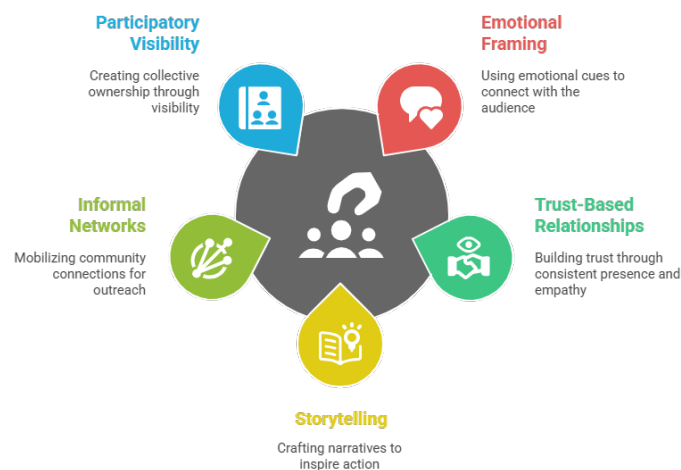 Participatory
Visibility
Creating collective
ownership through
visibility
Emotional
Framing
Using emotional cues to
connect with the
audience
Informal
Networks
Mobilizing community
connections for
outreach
Trust-Based
Relationships
Building trust through
consistent presence and
empathy
Storytelling
Crafting narratives to
inspire action